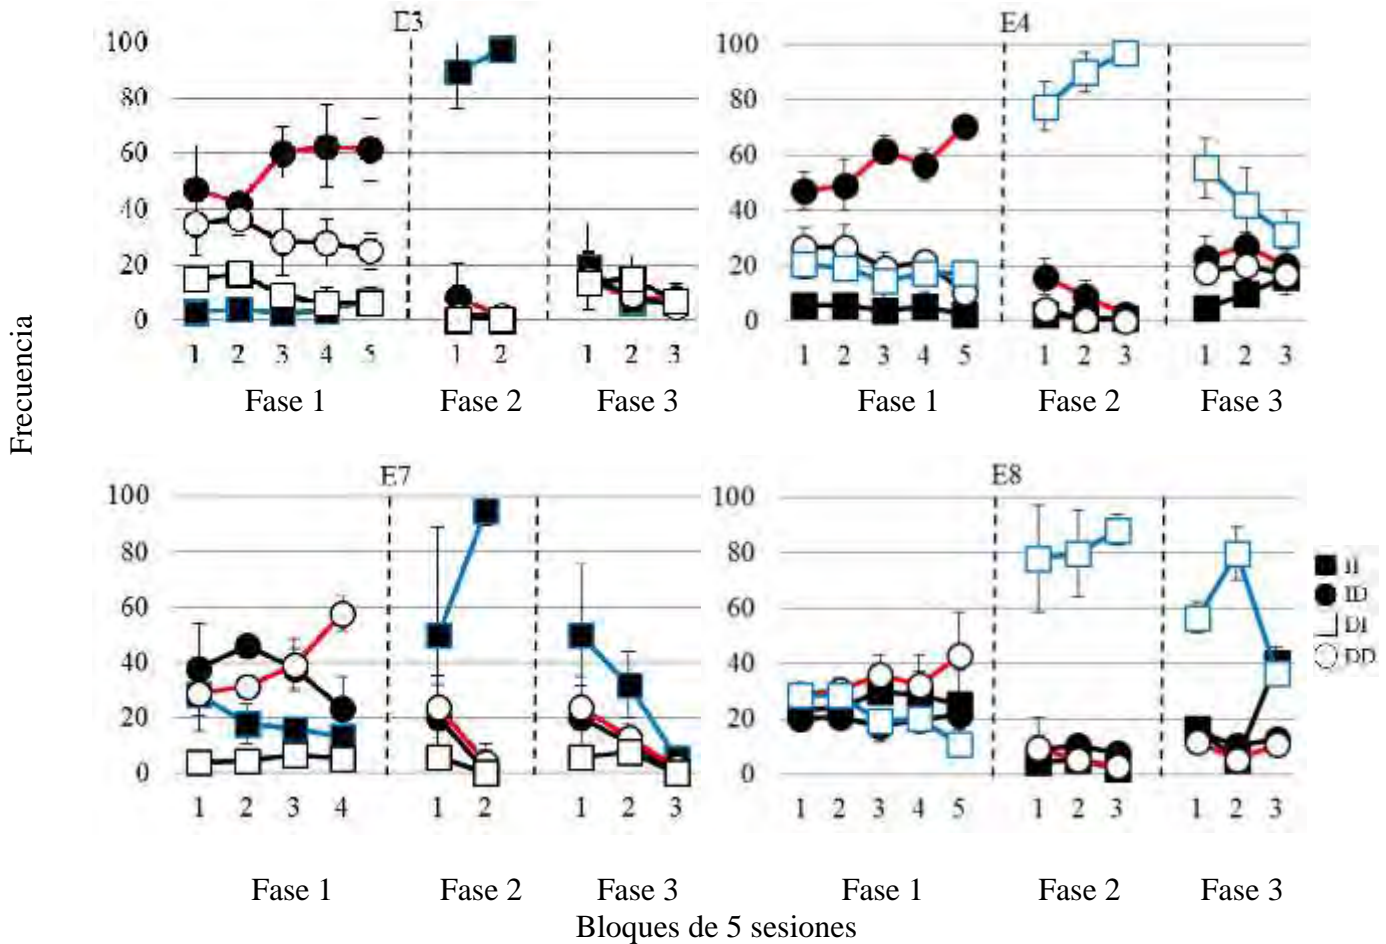 E3 E4
100 100
80 80
60 60
40 40
20 20
0 0
1 2 3 4 5 1 2 1 2 3 1 2 3 4 5 1 2 3 1 2 3
Fase 1 Fase 2 Fase 3 Fase 1 Fase 2 Fase 3
Frecuencia
E7 E8
100 100
80 80
60 60
40 40
20 20
0 0
II
ID
DI
DD
1 2 3 4 1 2 1 2 3 1 2 3 4 5 1 2 3 1 2 3
Fase 1 Fase 2 Fase 3 Fase 1 Fase 2 Fase 3
Bloques de 5 sesiones